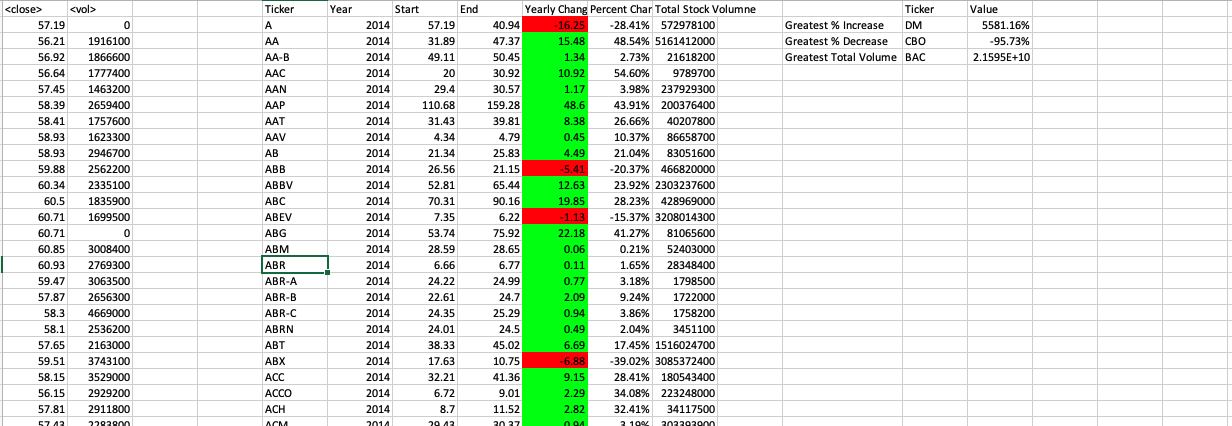 <close> <vol> Ticker Year Start End Yearly Chang Percent Char Total Stock Volumne Ticker Value
57.19 0 A 2014 57.19 40.94 -16.25 -28.41% 572978100 Greatest % Increase DM 5581.16%
56.21 1916100 AA 2014 31.89 47.37 15.48 48.54% 5161412000 Greatest % Decrease CBO -95.73%
56.92 1866600 AA-B 2014 49.11 50.45 1.34 2.73% 21618200 Greatest Total Volume BAC 2.1595E+10
56.64 1777400 AAC 2014 20 30.92 10.92 54.60% 9789700
57.45 1463200 AAN 2014 29.4 30.57 1.17 3.98% 237929300
58.39 2659400 AAP 2014 110.68 159.28 48.6 43.91% 200376400
58.41 1757600 AAT 2014 31.43 39.81 8.38 26.66% 40207800
58.93 1623300 AAV 2014 4.34 4.79 0.45 10.37% 86658700
58.93 2946700 AB 2014 21.34 25.83 4.49 21.04% 83051600
59.88 2562200 ABB 2014 26.56 21.15 -5.41 -20.37% 466820000
60.34 2335100 ABBV 2014 52.81 65.44 12.63 23.92% 2303237600
60.5 1835900 ABC 2014 70.31 90.16 19.85 28.23% 428969000
60.71 1699500 ABEV 2014 7.35 6.22 -1.13 -15.37% 3208014300
60.71 0 ABG 2014 53.74 75.92 22.18 41.27% 81065600
60.85 3008400 ABM 2014 28.59 28.65 0.06 0.21% 52403000
60.93 2769300 ABR 2014 6.66 6.77 0.11 1.65% 28348400
59.47 3063500 ABR-A 2014 24.22 24.99 0.77 3.18% 1798500
57.87 2656300 ABR-B 2014 22.61 24.7 2.09 9.24% 1722000
58.3 4669000 ABR-C 2014 24.35 25.29 0.94 3.86% 1758200
58.1 2536200 ABRN 2014 24.01 24.5 0.49 2.04% 3451100
57.65 2163000 ABT 2014 38.33 45.02 6.69 17.45% 1516024700
59.51 3743100 ABX 2014 17.63 10.75 -6.88 -39.02% 3085372400
58.15 3529000 ACC 2014 32.21 41.36 9.15 28.41% 180543400
56.15 2929200 ACCO 2014 6.72 9.01 2.29 34.08% 223248000
57.81 2911800 ACH 2014 8.7 11.52 2.82 32.41% 34117500
57.43 2283800 ACM 2014 29.43 30.37 0.94 3.19% 303393900